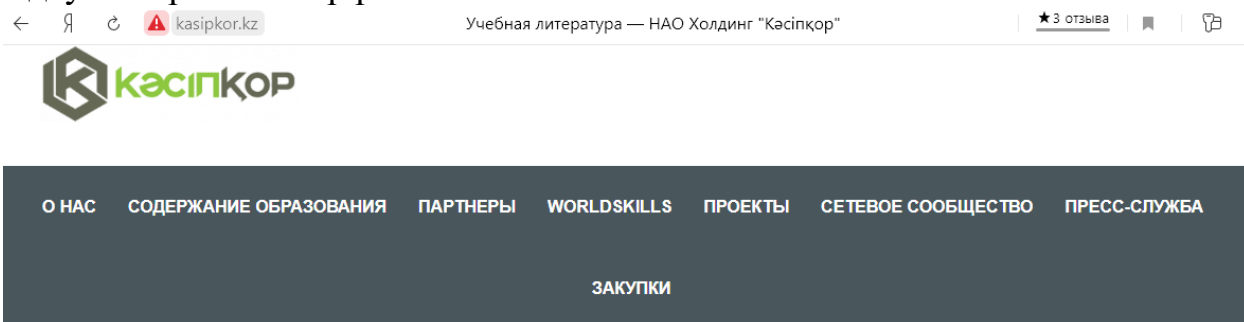 Я kasipkor.kz Учебная литература — НАО Холдинг "Кәсіпқор" ★3 отзыва
кәсіпқор
О НАС СОДЕРЖАНИЕ ОБРАЗОВАНИЯ ПАРТНЕРЫ WORLDSKILLS ПРОЕКТЫ СЕТЕВОЕ СООБЩЕСТВО ПРЕСС-СЛУЖБА
ЗАКУПКИ